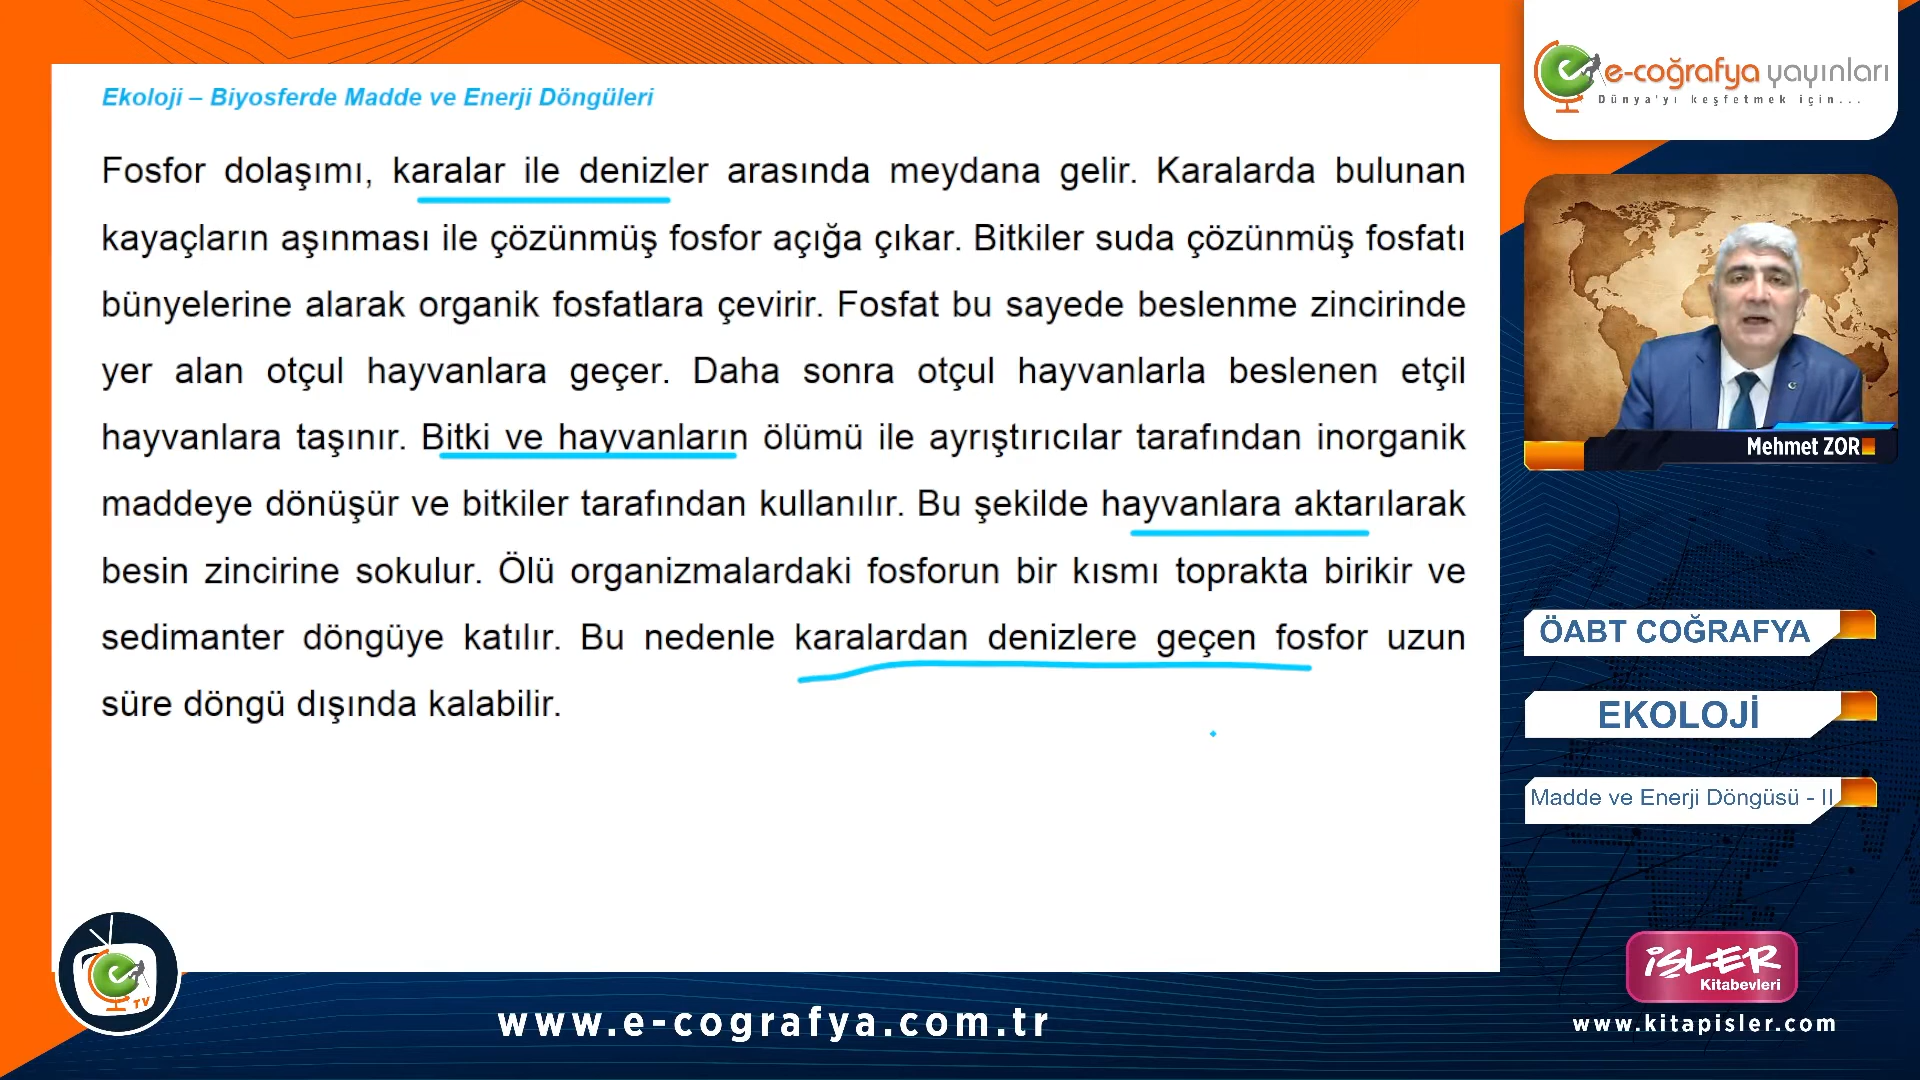 Ekoloji – Biyosferde Madde ve Enerji Döngüleri
Fosfor dolaşımı, karalar ile denizler arasında meydana gelir. Karalarda bulunan
kayaçların aşınması ile çözünmüş fosfor açığa çıkar. Bitkiler suda çözünmüş fosfatı
bünyelerine alarak organik fosfatlara çevirir. Fosfat bu sayede beslenme zincirinde
yer alan otçul hayvanlara geçer. Daha sonra otçul hayvanlarla beslenen etçil
hayvanlara taşınır. Bitki ve hayvanların ölümü ile ayrıştırıcılar tarafından inorganik
maddeye dönüşür ve bitkiler tarafından kullanılır. Bu şekilde hayvanlara aktarılarak
besin zincirine sokulur. Ölü organizmalardaki fosforun bir kısmı toprakta birikir ve
sedimanter döngüye katılır. Bu nedenle karalardan denizlere geçen fosfor uzun
süre döngü dışında kalabilir.
e-coğrafya yayınları
Dünya'yı keşfetmek için...
Mehmet ZOR
ÖABT COĞRAFYA
EKOLOJİ
Madde ve Enerji Döngüsü - II
İŞLER
Kitabevleri
www.kitapisler.com
e TV
www.e-cografya.com.tr